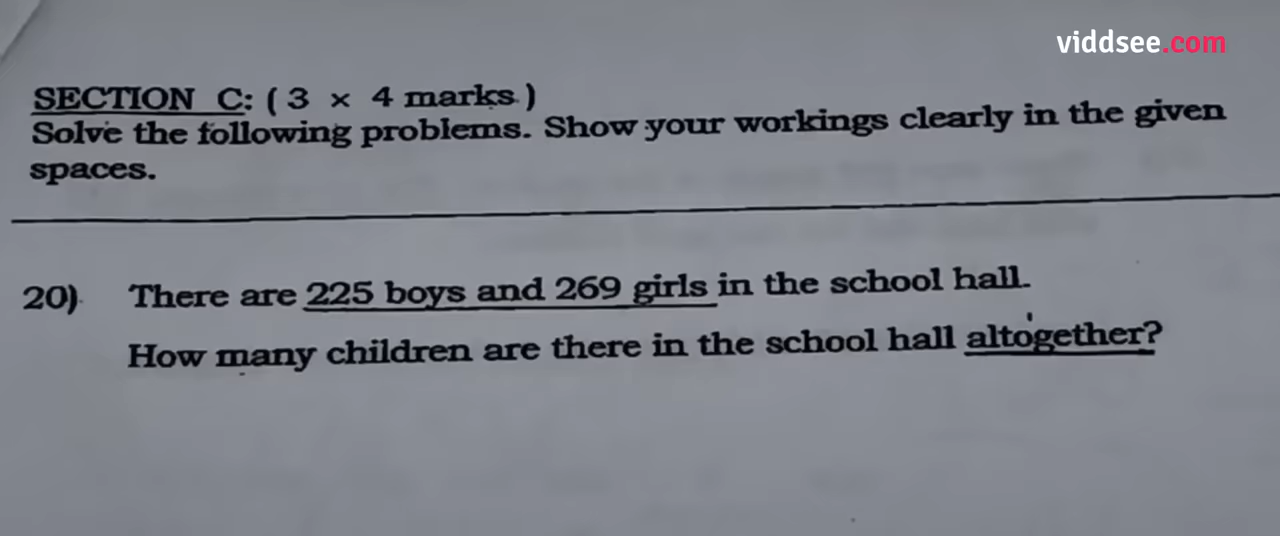 viddsee.com
SECTION C: ( 3 × 4 marks )
Solve the following problems. Show your workings clearly in the given
spaces.
20) There are 225 boys and 269 girls in the school hall.
How many children are there in the school hall altogether?